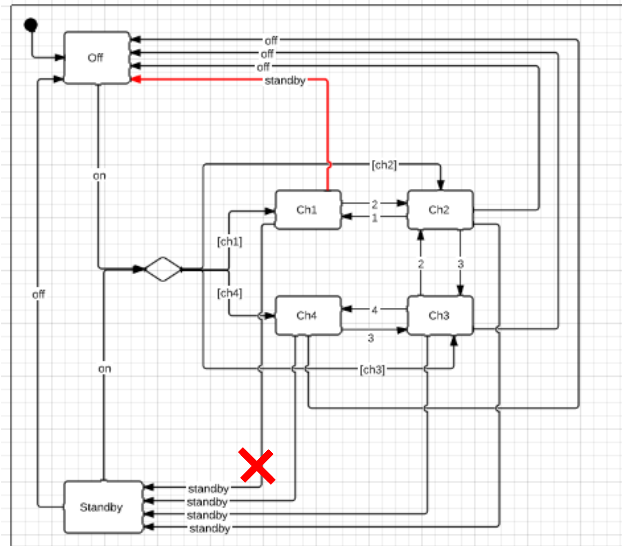 off
Off
off
off
standby
[ch2]
on
Ch1
2
1
Ch2
[ch1]
2
3
[ch4]
off
Ch4
4
3
Ch3
on
[ch3]
standby
standby
Standby
standby
standby